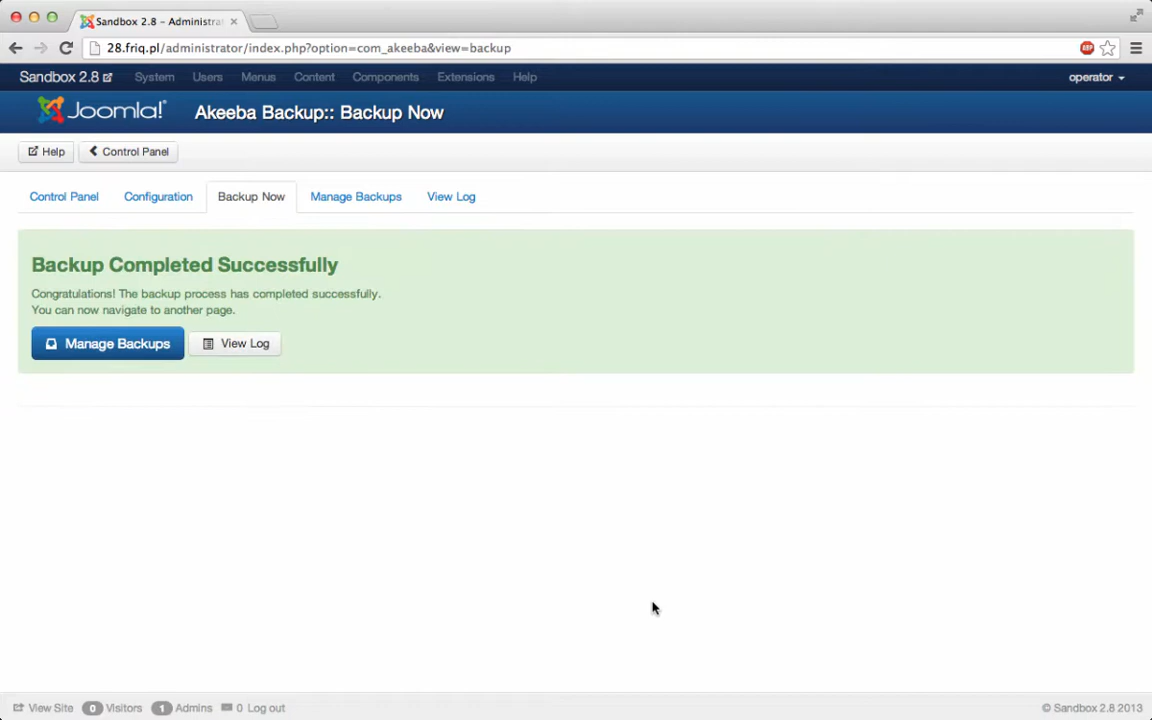 Sandbox 2.8 - Administra
28.friq.pl/administrator/index.php?option=com_akeeba&view=backup
ABP
Sandbox 2.8 System Users Menus Content Components Extensions Help operator
Joomla! Akeeba Backup:: Backup Now
Help Control Panel
Control Panel Configuration Backup Now Manage Backups View Log
Backup Completed Successfully
Congratulations! The backup process has completed successfully.
You can now navigate to another page.
Manage Backups View Log
View Site 0 Visitors 1 Admins 0 Log out © Sandbox 2.8 2013